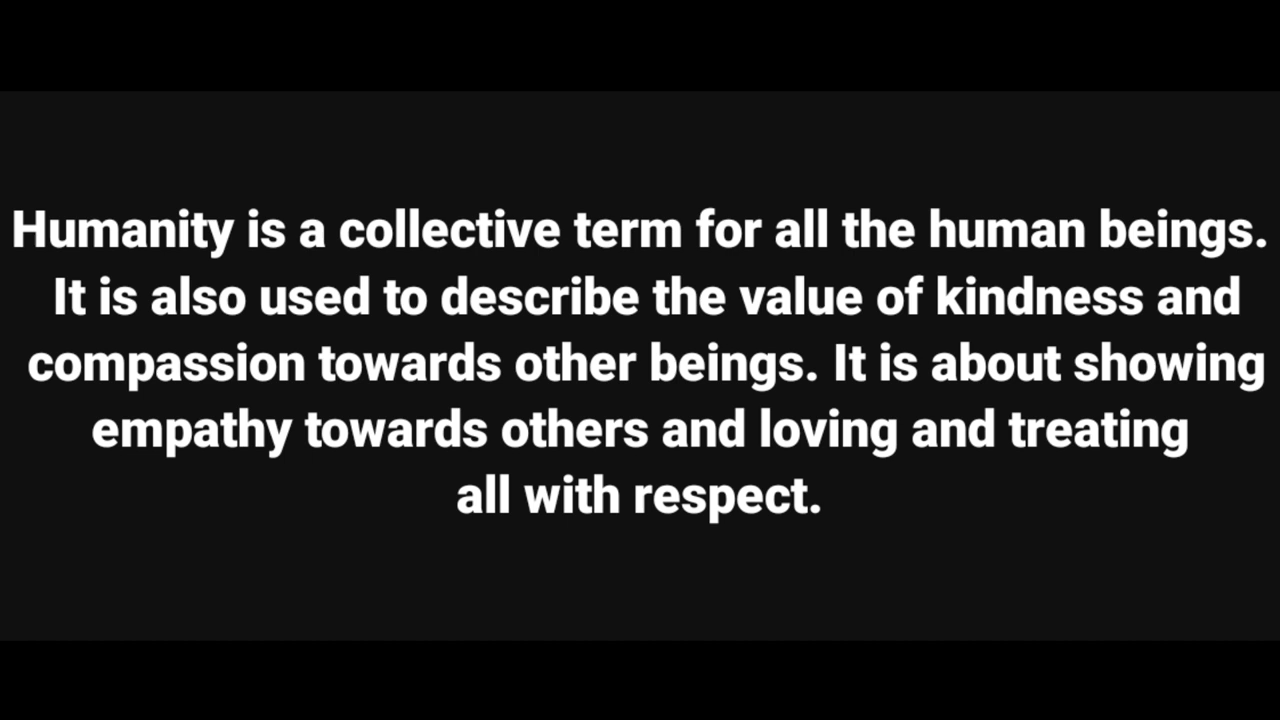 Humanity is a collective term for all the human beings.
It is also used to describe the value of kindness and
compassion towards other beings. It is about showing
empathy towards others and loving and treating
all with respect.